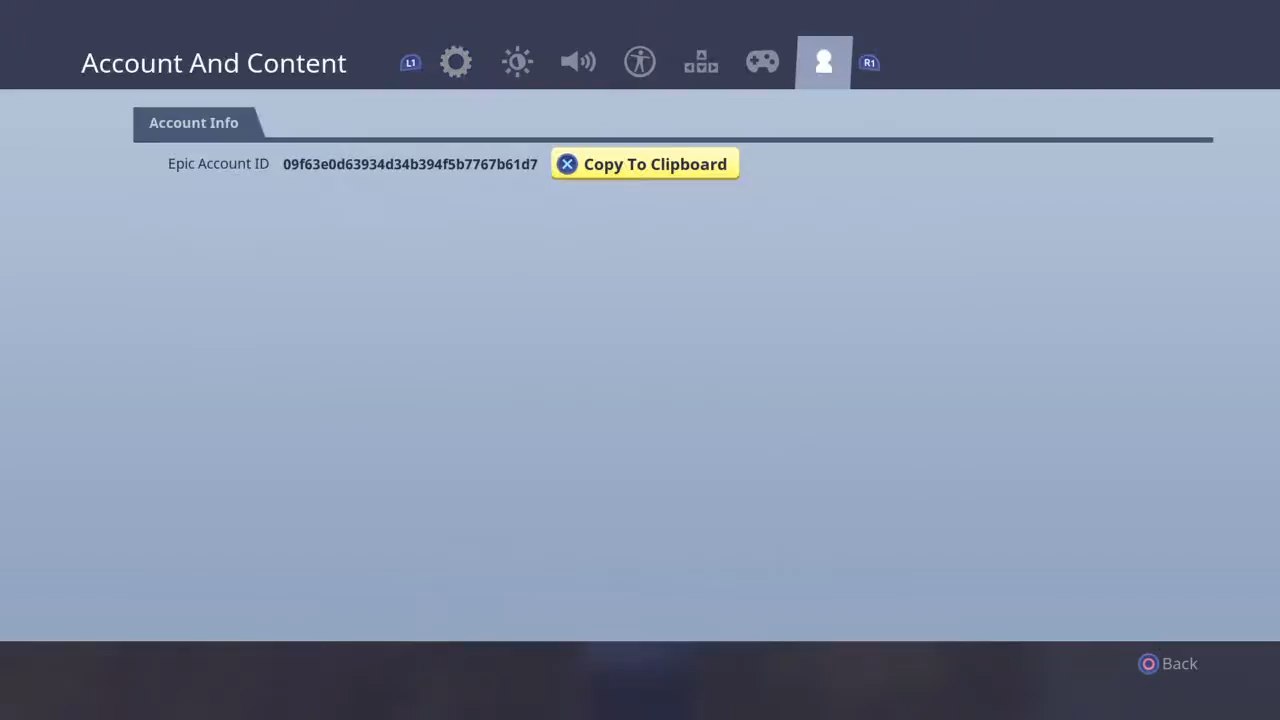 Account And Content
L1
R1
Account Info
Epic Account ID 09f63e0d63934d34b394f5b7767b61d7 Copy To Clipboard
Back